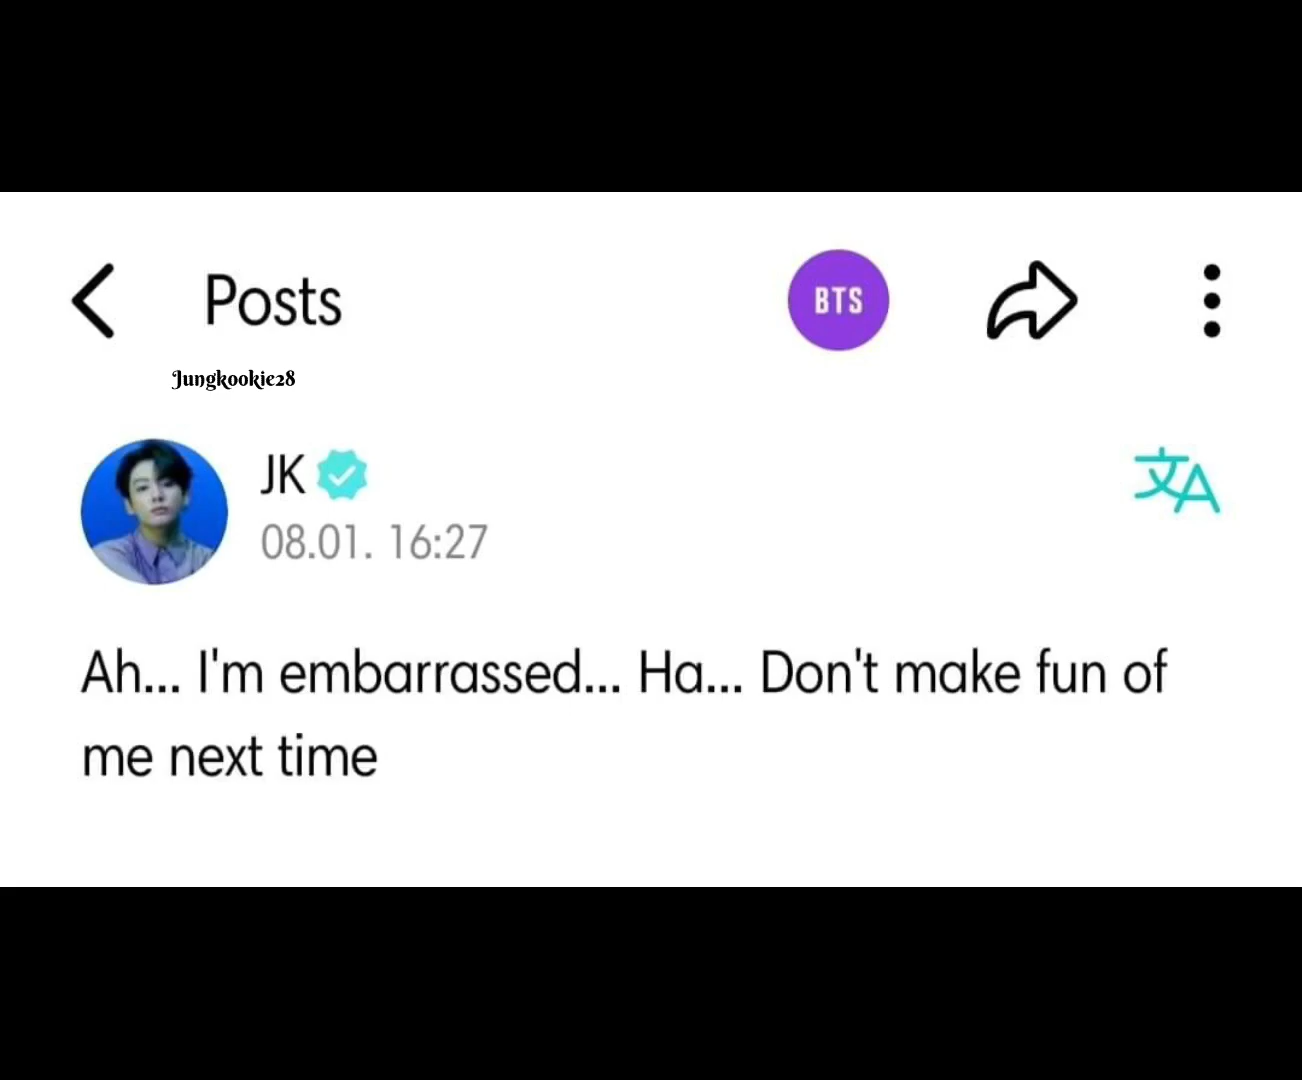 Posts
BTS
Jungkookie28
JK
08.01. 16:27
文A
Ah... I'm embarrassed... Ha... Don't make fun of
me next time